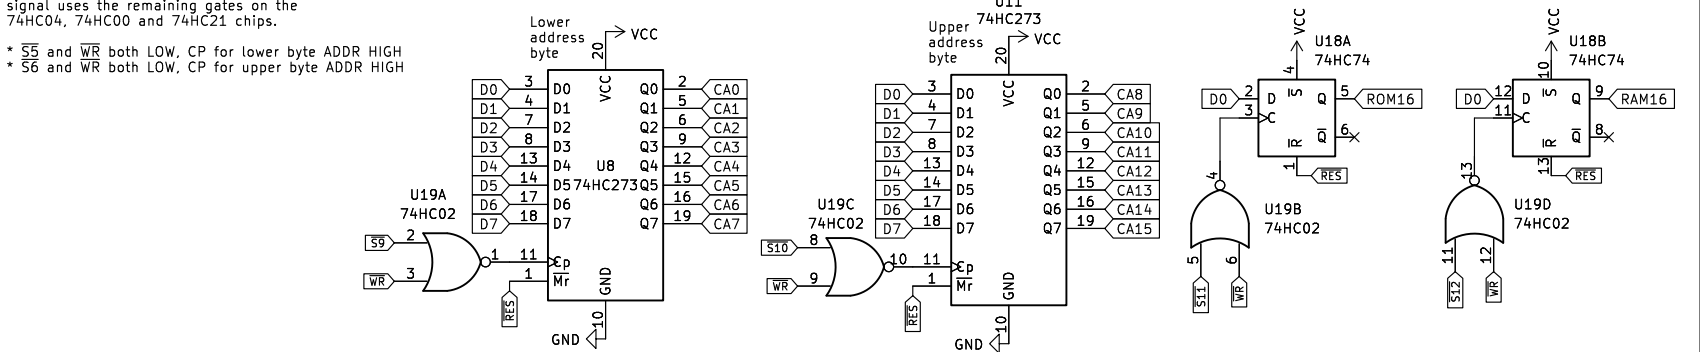 signal uses the remaining gates on the
74HC04, 74HC00 and 74HC21 chips.
* S5 and WR both LOW, CP for lower byte ADDR HIGH
* S6 and WR both LOW, CP for upper byte ADDR HIGH
Lower
address
byte
VCC
20
D0 3 D0 VCC Q0 2 CA0
D1 4 D1 Q1 5 CA1
D2 7 D2 Q2 6 CA2
D3 8 D3 Q3 9 CA3
D4 13 D4 U8 Q4 12 CA4
D5 14 D5 74HC273 Q5 15 CA5
D6 17 D6 Q6 16 CA6
D7 18 D7 Q7 19 CA7
U19A
74HC02
S9 2
WR 3
1 11 Cp
1 Mr
RES
GND
10
GND
U11
74HC273
Upper
address
byte
VCC
20
D0 3 D0 VCC Q0 2 CA8
D1 4 D1 Q1 5 CA9
D2 7 D2 Q2 6 CA10
D3 8 D3 Q3 9 CA11
D4 13 D4 Q4 12 CA12
D5 14 D5 Q5 15 CA13
D6 17 D6 Q6 16 CA14
D7 18 D7 Q7 19 CA15
U19C
74HC02
S10 8
WR 9
10 11 Cp
1 Mr
RES
GND
10
GND
VCC
U18A
74HC74
4
S
D0 2 D Q 5 ROM16
3 C
Q 6
R
1
RES
4
U19B
74HC02
5 6
S11 WR
VCC
U18B
74HC74
10
S
D0 12 D Q 9 RAM16
11 C
Q 8
R
13
RES
13
U19D
74HC02
11 12
S12 WR